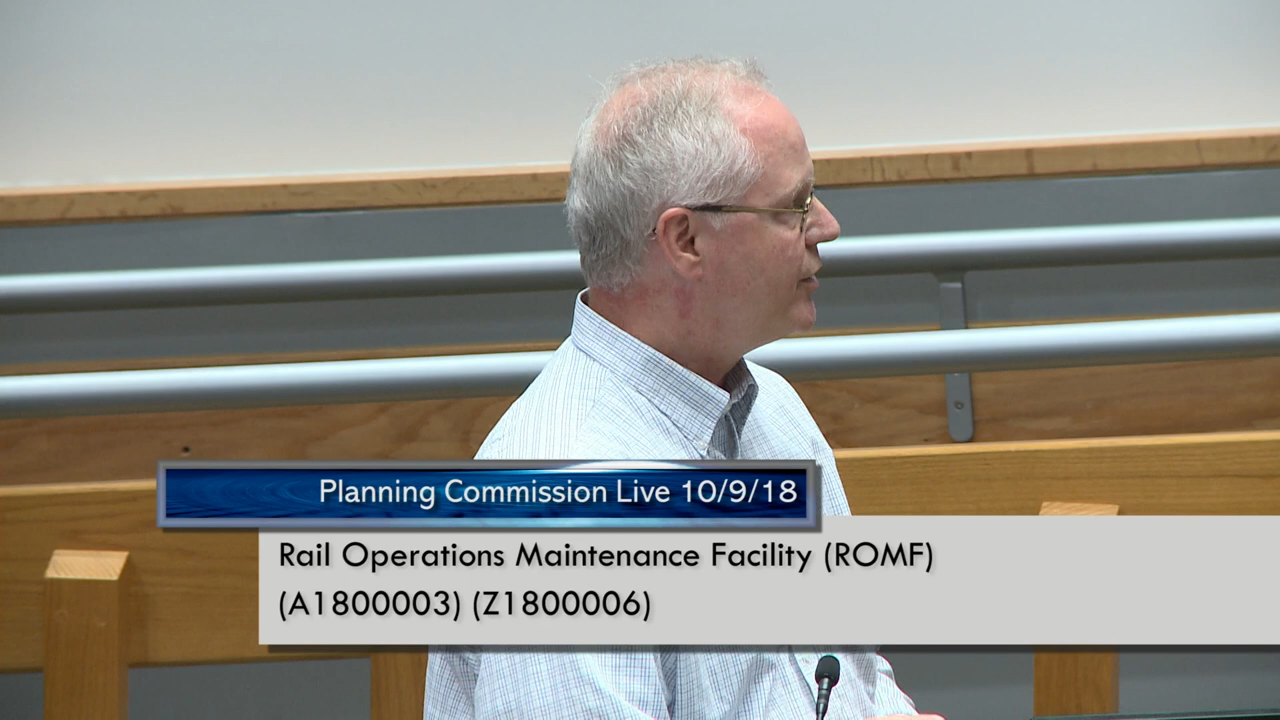 Planning Commission Live 10/9/18
Rail Operations Maintenance Facility (ROMF)
(A1800003) (Z1800006)